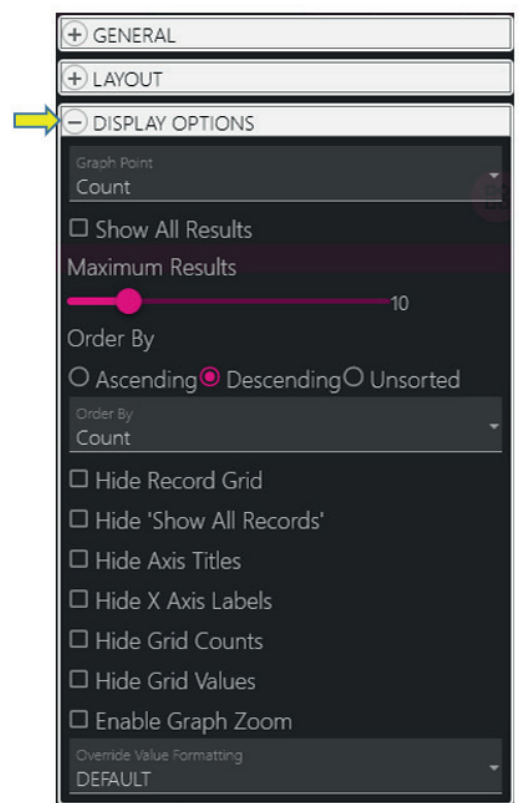 GENERAL
LAYOUT
DISPLAY OPTIONS
Graph Point
Count
Show All Results
Maximum Results
10
Order By
Ascending Descending Unsorted
Order By
Count
Hide Record Grid
Hide 'Show All Records'
Hide Axis Titles
Hide X Axis Labels
Hide Grid Counts
Hide Grid Values
Enable Graph Zoom
Override Value Formatting
DEFAULT